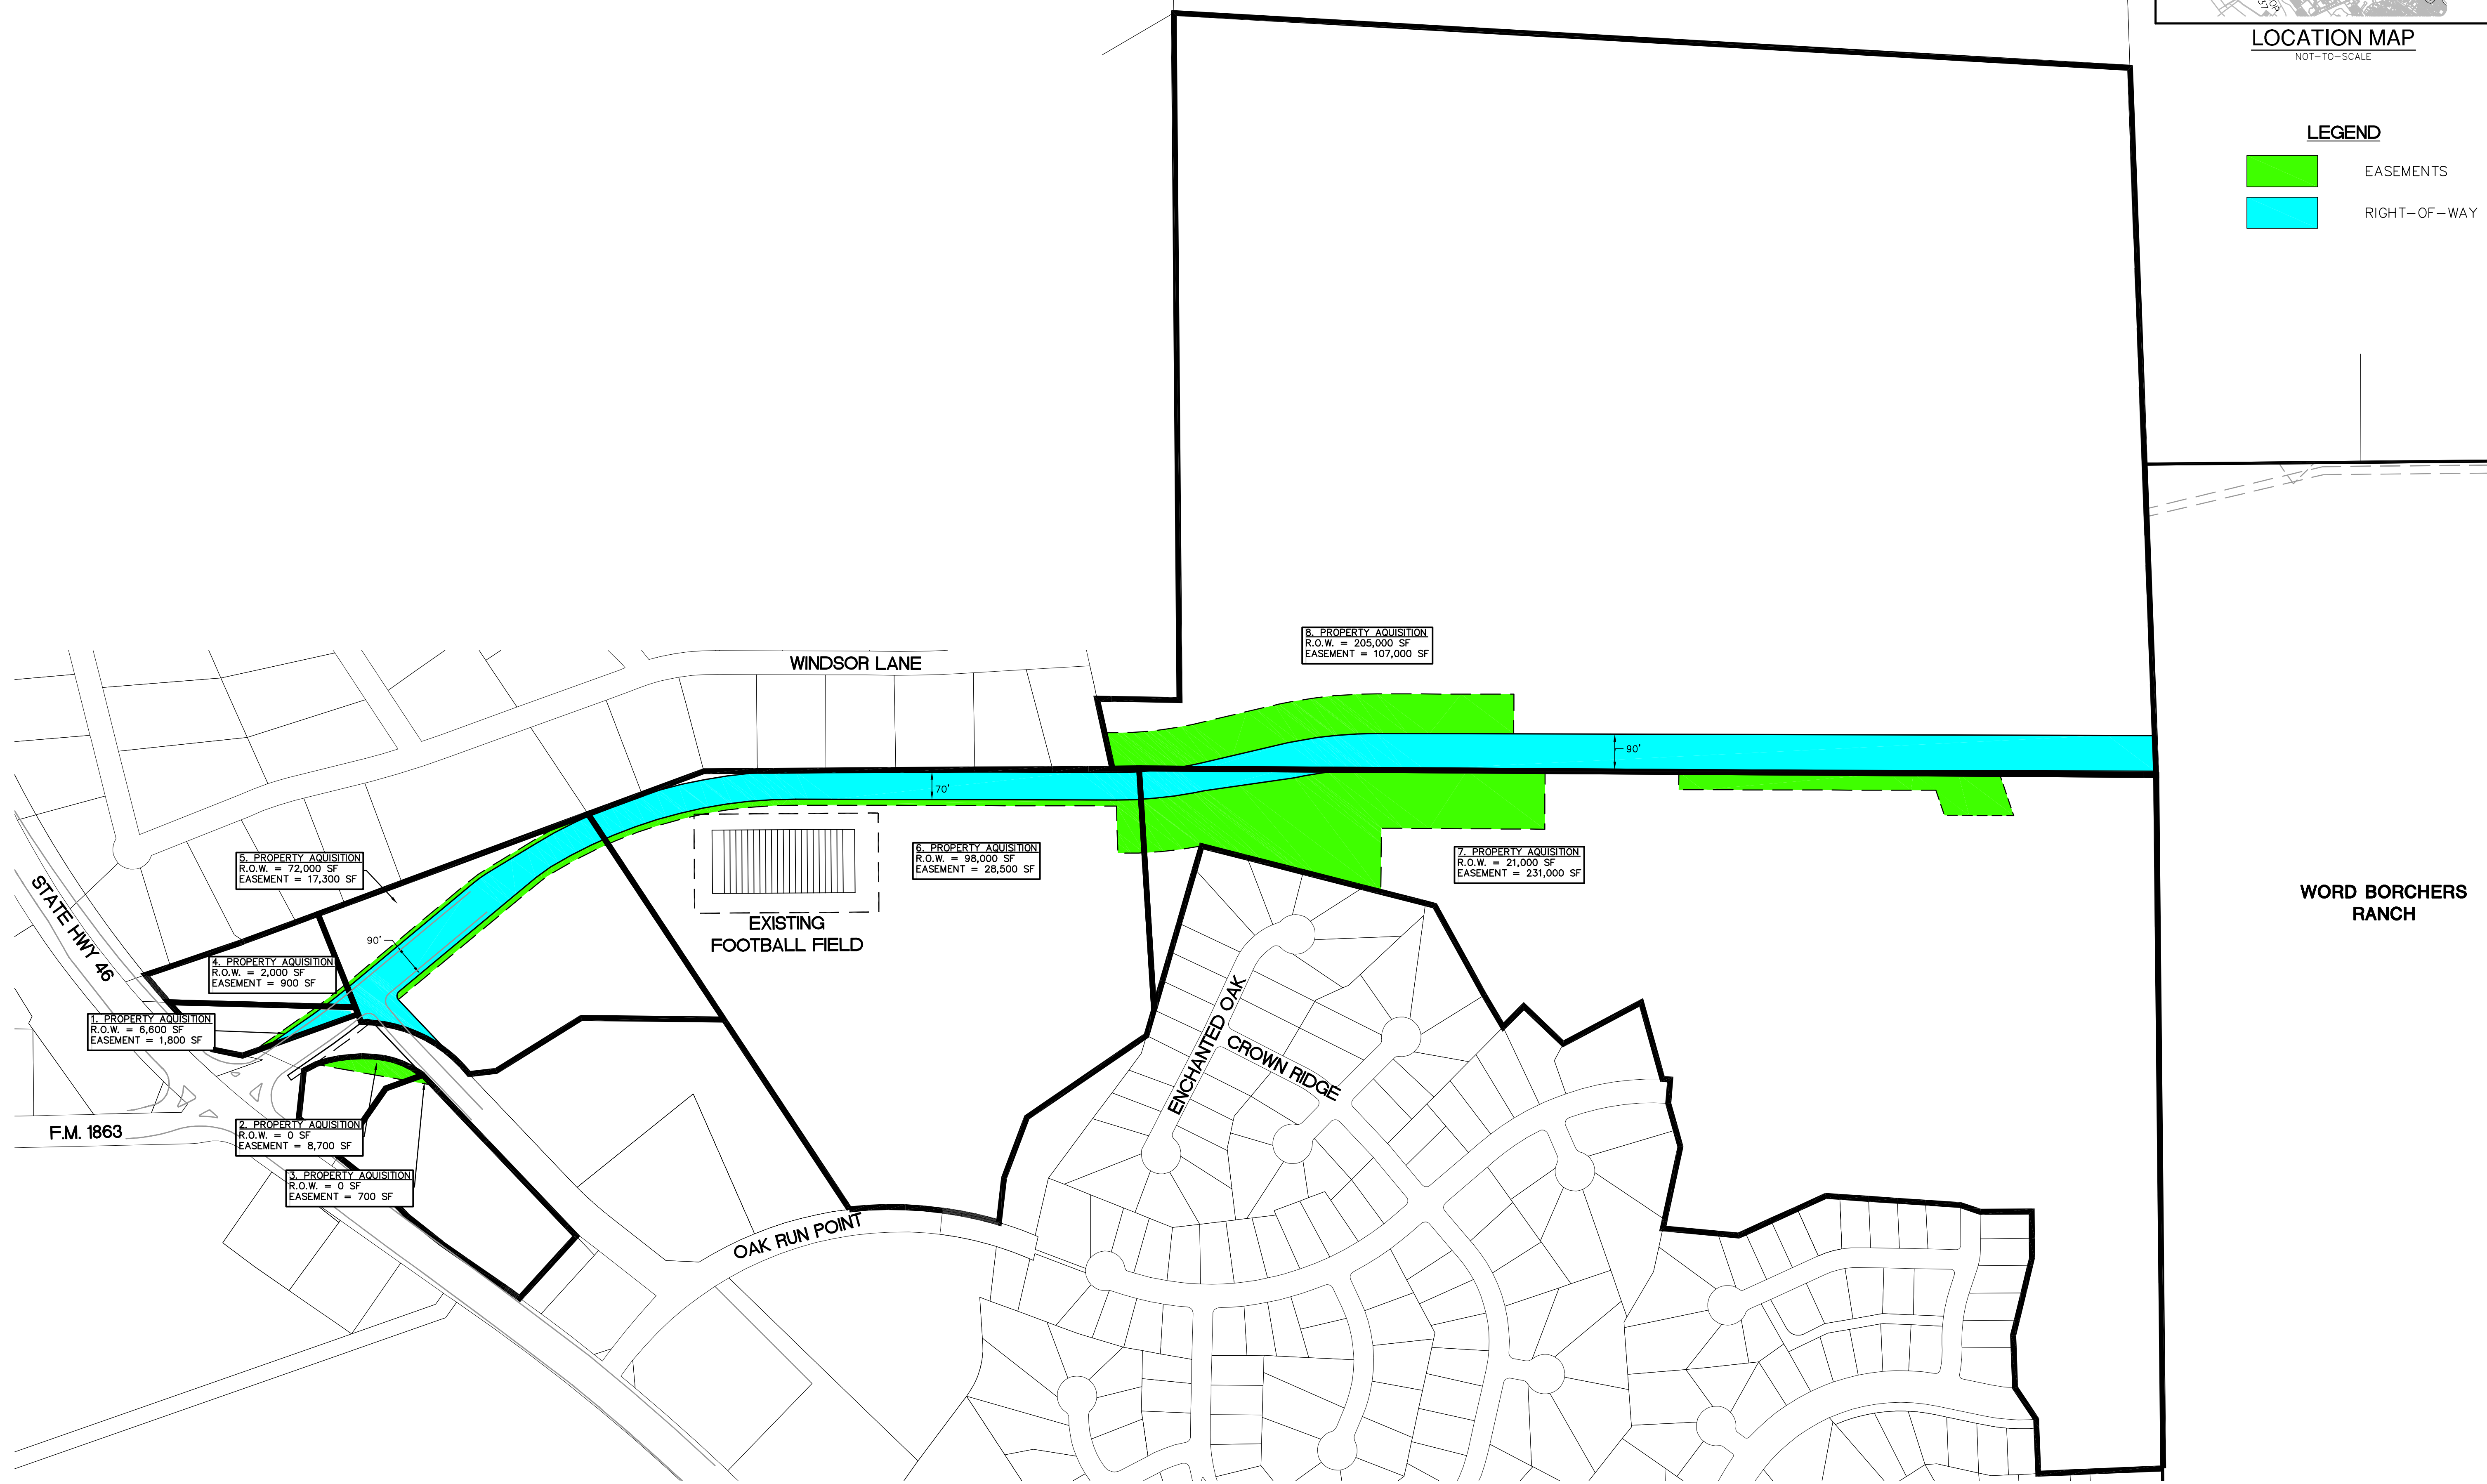 LOCATION MAP
NOT-TO-SCALE
LEGEND
EASEMENTS
RIGHT-OF-WAY
8. PROPERTY AQUISITION
R.O.W. = 205,000 SF
EASEMENT = 107,000 SF
WINDSOR LANE
90'
70'
5. PROPERTY AQUISITION
R.O.W. = 72,000 SF
EASEMENT = 17,300 SF
6. PROPERTY AQUISITION
R.O.W. = 98,000 SF
EASEMENT = 28,500 SF
7. PROPERTY AQUISITION
R.O.W. = 21,000 SF
EASEMENT = 231,000 SF
STATE HWY 46
EXISTING
FOOTBALL FIELD
WORD BORCHERS
RANCH
90'
4. PROPERTY AQUISITION
R.O.W. = 2,000 SF
EASEMENT = 900 SF
1. PROPERTY AQUISITION
R.O.W. = 6,600 SF
EASEMENT = 1,800 SF
ENCHANTED OAK
CROWN RIDGE
F.M. 1863
2. PROPERTY AQUISITION
R.O.W. = 0 SF
EASEMENT = 8,700 SF
3. PROPERTY AQUISITION
R.O.W. = 0 SF
EASEMENT = 700 SF
OAK RUN POINT